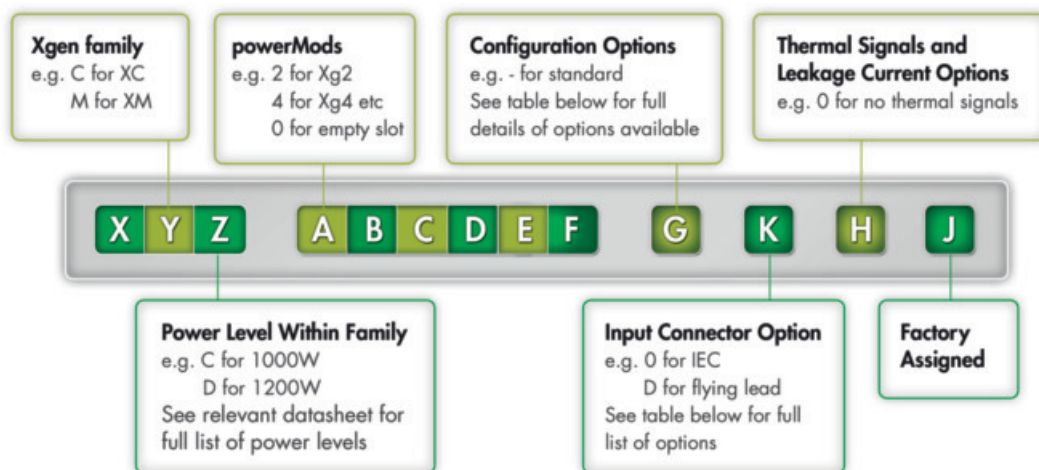 Xgen family
e.g. C for XC
M for XM
powerMods
e.g. 2 for Xg2
4 for Xg4 etc
0 for empty slot
Configuration Options
e.g. - for standard
See table below for full
details of options available
Thermal Signals and
Leakage Current Options
e.g. 0 for no thermal signals
X Y Z A B C D E F G K H J
Power Level Within Family
e.g. C for 1000W
D for 1200W
See relevant datasheet for
full list of power levels
Input Connector Option
e.g. 0 for IEC
D for flying lead
See table below for full
list of options
Factory
Assigned